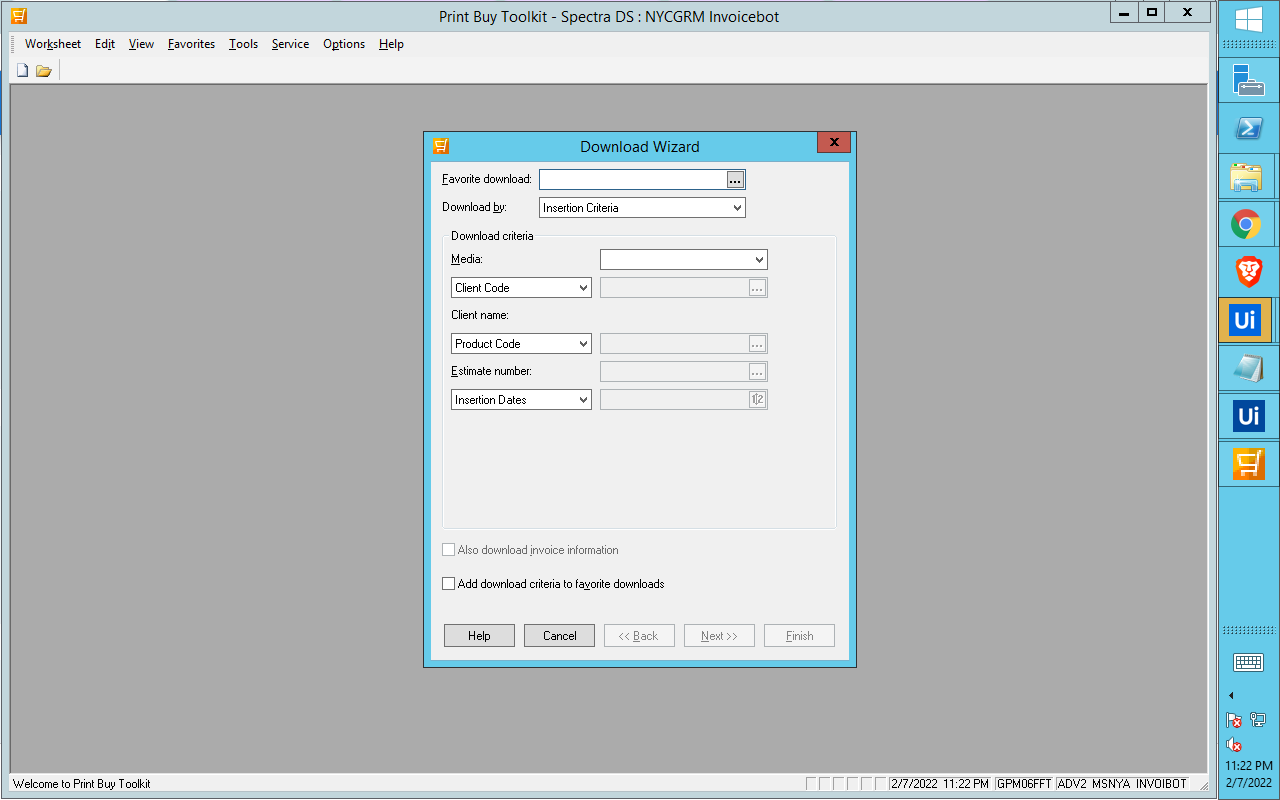 Print Buy Toolkit - Spectra DS : NYCGRM Invoicebot
Worksheet Edit View Favorites Tools Service Options Help
Download Wizard
Favorite download: ...
Download by: Insertion Criteria
Download criteria
Media:
Client Code ...
Client name:
Product Code ...
Estimate number: ...
Insertion Dates 12
Also download invoice information
Add download criteria to favorite downloads
Help Cancel << Back Next >> Finish
Welcome to Print Buy Toolkit 2/7/2022 11:22 PM GPM06FFT ADV2 MSNYA INVOIBOT
Ui
Ui
11:22 PM
2/7/2022